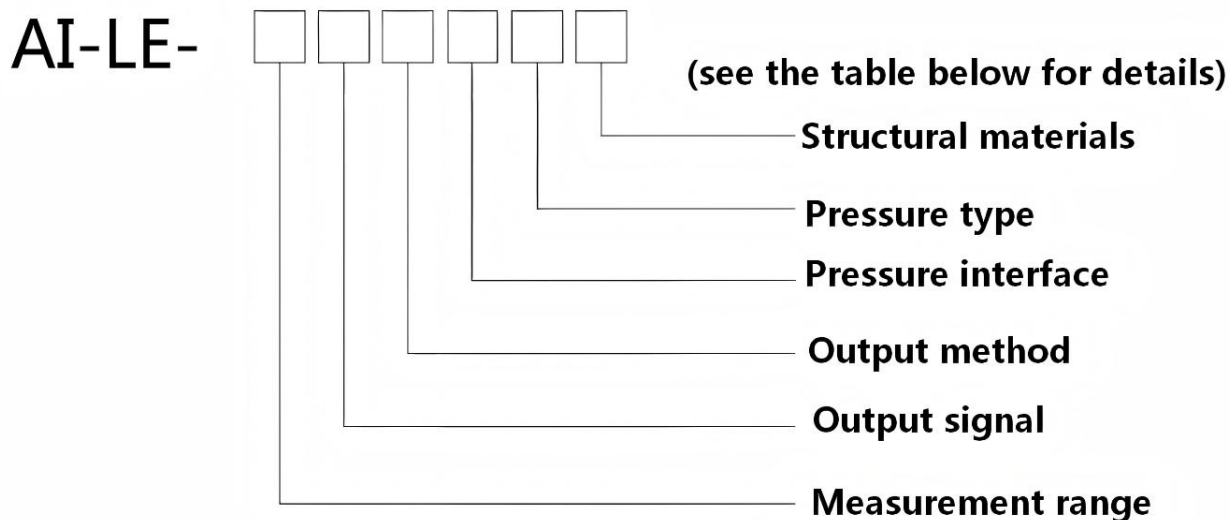 AI-LE-
(see the table below for details)
Structural materials
Pressure type
Pressure interface
Output method
Output signal
Measurement range